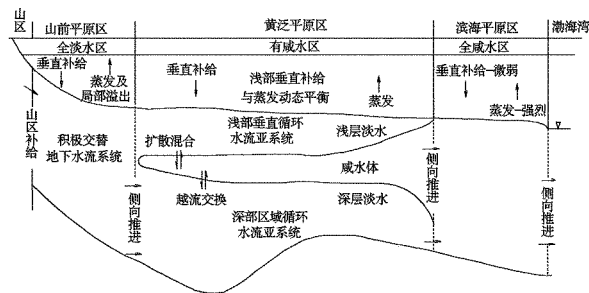 山区
山前平原区
黄泛平原区
滨海平原区
渤海湾
全淡水区
有咸水区
全咸水区
垂直补给
蒸发及
局部溢出
垂直补给
浅部垂直补给
与蒸发动态平衡
蒸发
垂直补给-微弱
蒸发-强烈
山区补给
积极交替
地下水流系统
扩散混合
浅部垂直循环
水流亚系统
浅层淡水
咸水体
越流交换
深层淡水
深部区域循环
水流亚系统
侧向推进
侧向推进
侧向推进